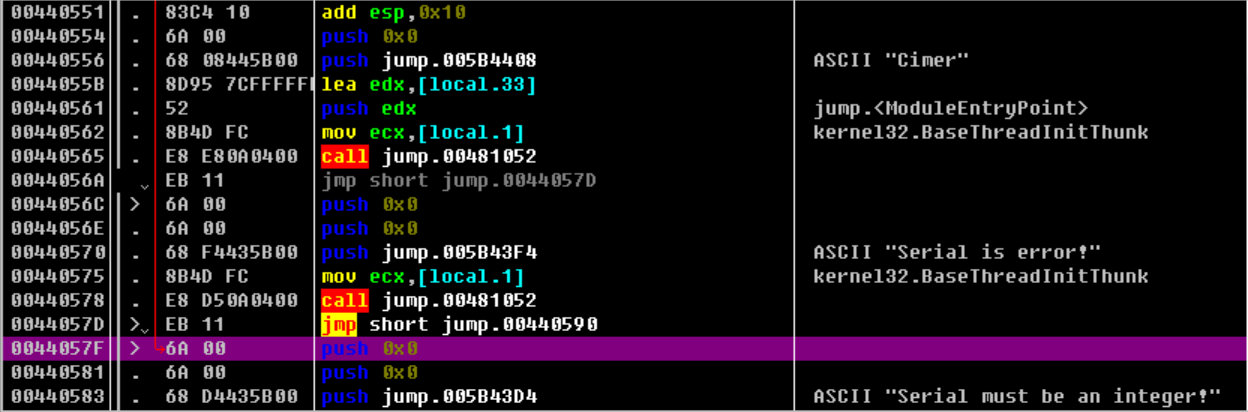 00440551 . 83C4 10 add esp,0x10
00440554 . 6A 00 push 0x0
00440556 . 68 08445B00 push jump.005B4408 ASCII "Cimer"
0044055B . 8D95 7CFFFFFF lea edx,[local.33]
00440561 . 52 push edx jump.<ModuleEntryPoint>
00440562 . 8B4D FC mov ecx,[local.1] kernel32.BaseThreadInitThunk
00440565 . E8 E80A0400 call jump.00481052
0044056A ⌄ EB 11 jmp short jump.0044057D
0044056C > 6A 00 push 0x0
0044056E . 6A 00 push 0x0
00440570 . 68 F4435B00 push jump.005B43F4 ASCII "Serial is error!"
00440575 . 8B4D FC mov ecx,[local.1] kernel32.BaseThreadInitThunk
00440578 . E8 D50A0400 call jump.00481052
0044057D >⌄ EB 11 jmp short jump.00440590
0044057F > 6A 00 push 0x0
00440581 . 6A 00 push 0x0
00440583 . 68 D4435B00 push jump.005B43D4 ASCII "Serial must be an integer!"